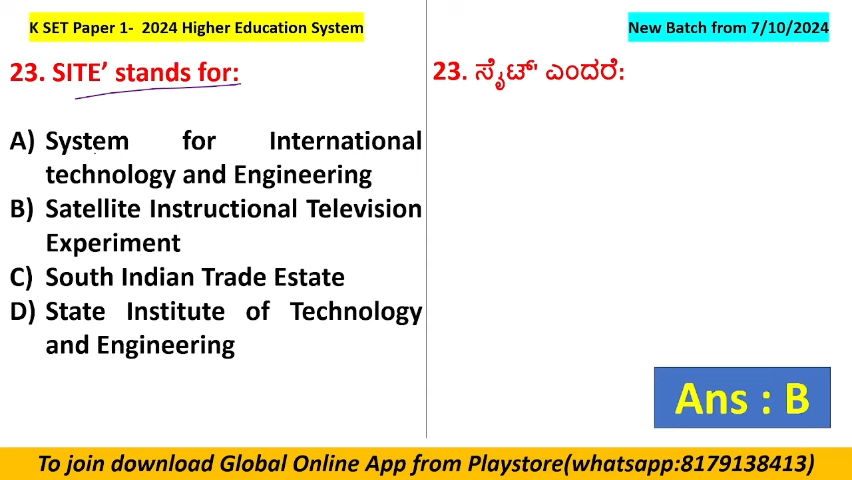 K SET Paper 1-  2024 Higher Education System
New Batch from 7/10/2024
23. SITE’ stands for:
A) System for International
technology and Engineering
B) Satellite Instructional Television
Experiment
C) South Indian Trade Estate
D) State Institute of Technology
and Engineering
23. ಸೈಟ್' ಎಂದರೆ:
Ans : B
To join download Global Online App from Playstore(whatsapp:8179138413)